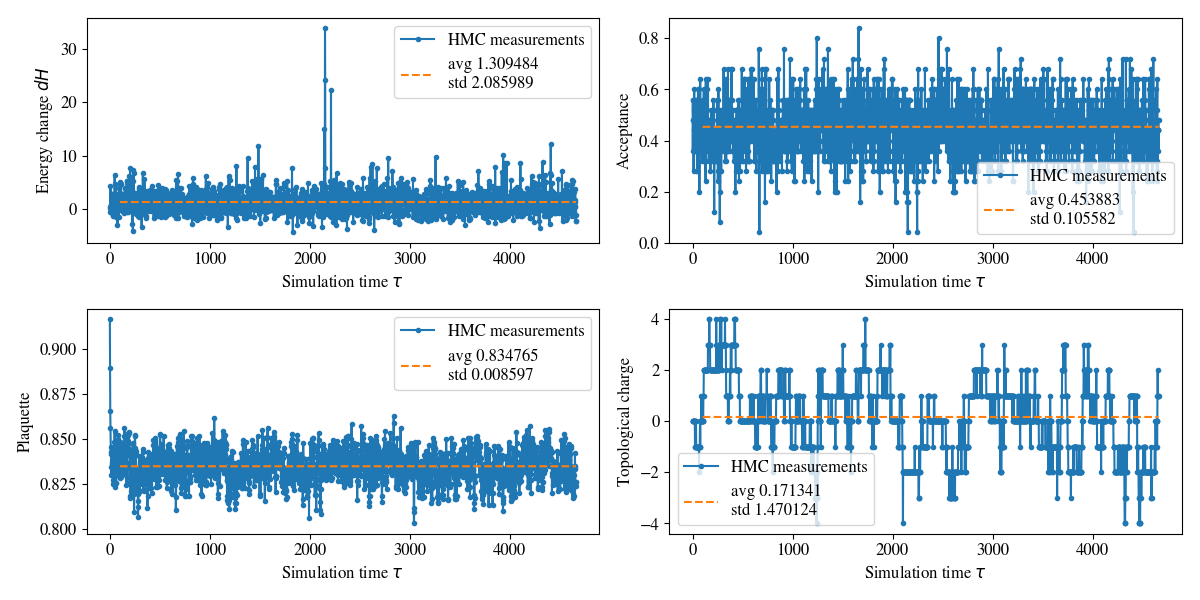 Energy change dH
30
20
10
0
HMC measurements
avg 1.309484
std 2.085989
0
1000
2000
3000
4000
Simulation time τ
Acceptance
0.8
0.6
0.4
0.2
0.0
HMC measurements
avg 0.453883
std 0.105582
0
1000
2000
3000
4000
Simulation time τ
Plaquette
0.900
0.875
0.850
0.825
0.800
HMC measurements
avg 0.834765
std 0.008597
0
1000
2000
3000
4000
Simulation time τ
Topological charge
4
2
0
−2
−4
HMC measurements
avg 0.171341
std 1.470124
0
1000
2000
3000
4000
Simulation time τ